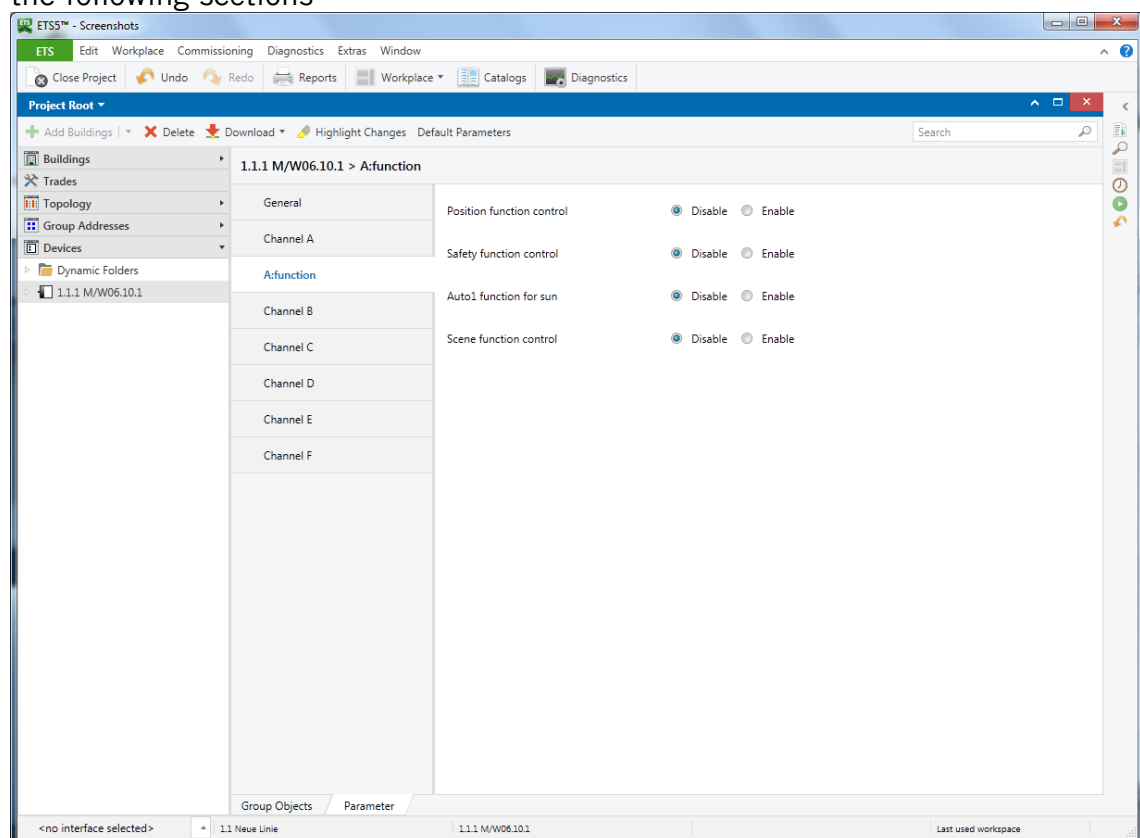 the following sections
ETS5™ - Screenshots
ETS Edit Workplace Commissioning Diagnostics Extras Window
Close Project Undo Redo Reports Workplace Catalogs Diagnostics
Project Root
Add Buildings Delete Download Highlight Changes Default Parameters Search
Buildings
Trades
Topology
Group Addresses
Devices
Dynamic Folders
1.1.1 M/W06.10.1
1.1.1 M/W06.10.1 > A:function
General
Channel A
A:function
Channel B
Channel C
Channel D
Channel E
Channel F
Position function control Disable Enable
Safety function control Disable Enable
Auto1 function for sun Disable Enable
Scene function control Disable Enable
Group Objects Parameter
<no interface selected> 1.1 Neue Linie 1.1.1 M/W06.10.1 Last used workspace